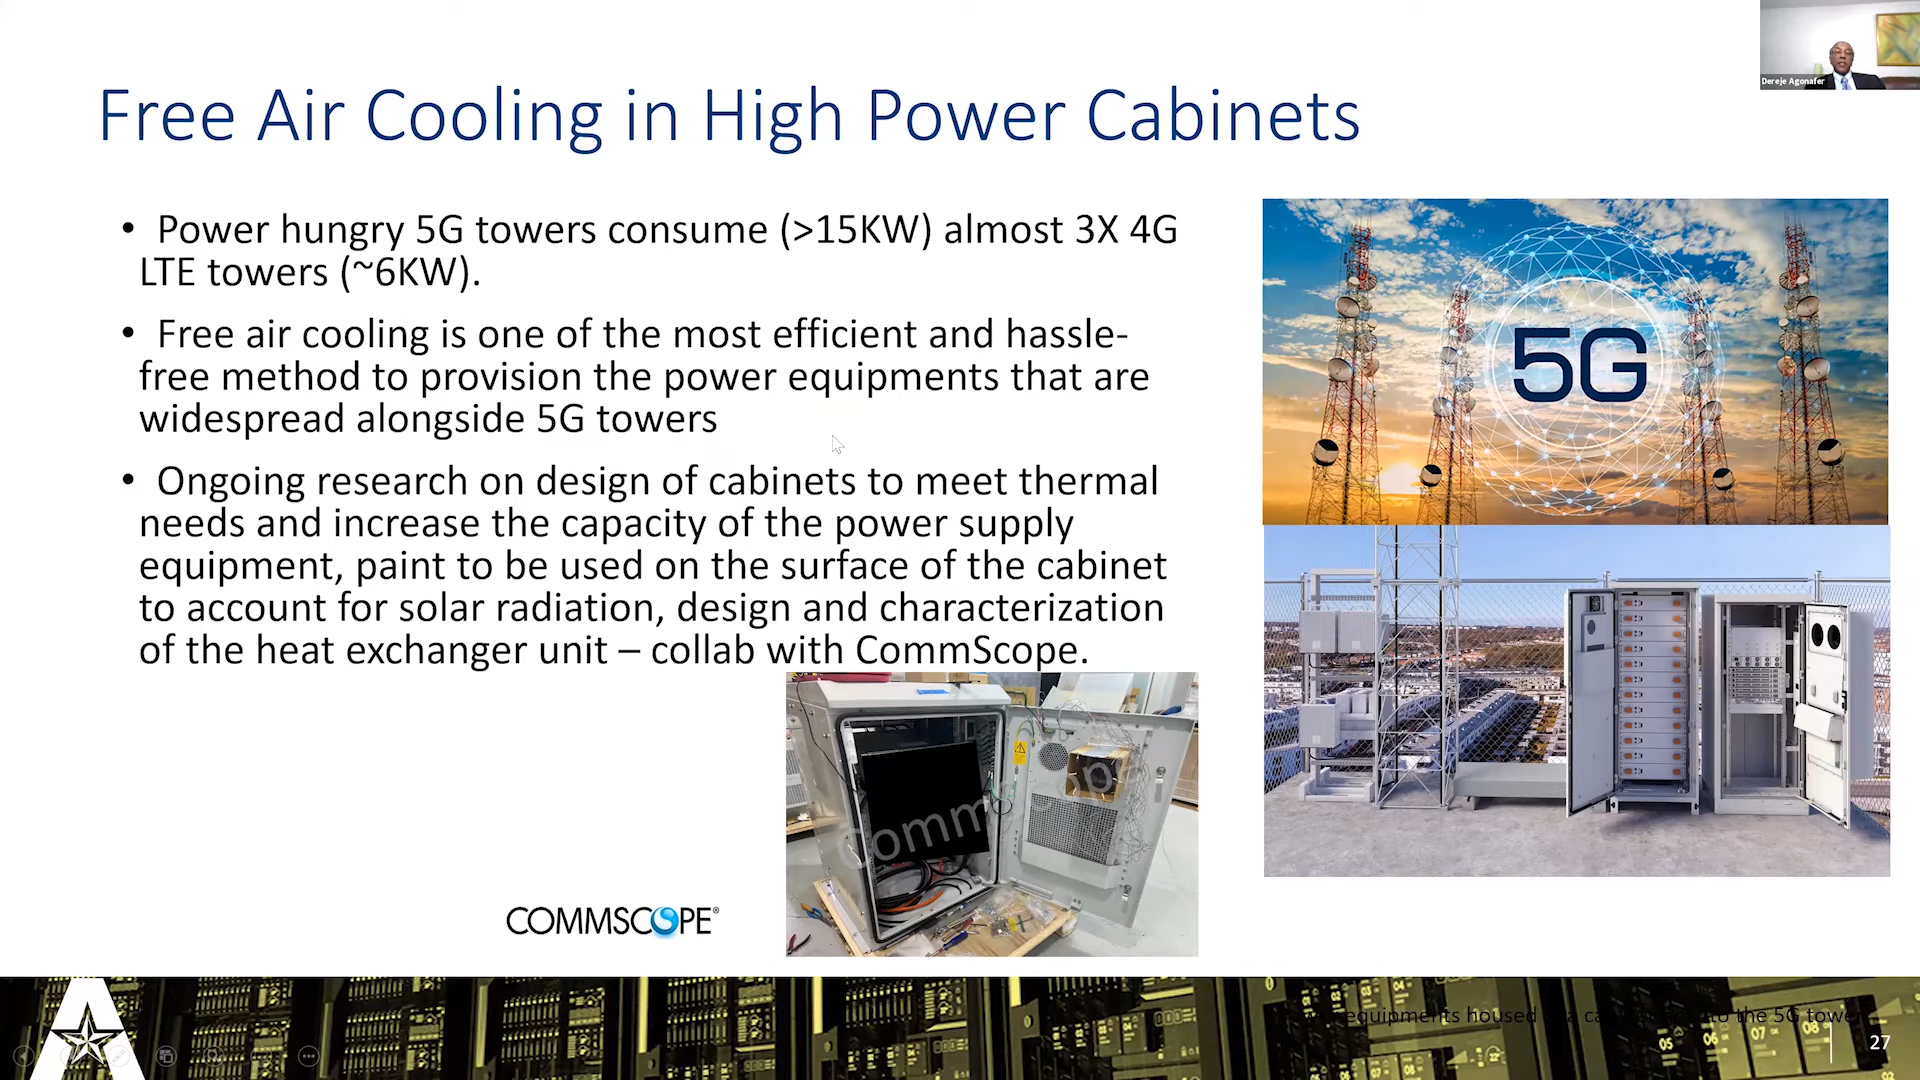 Dereje Agonafer
Free Air Cooling in High Power Cabinets
• Power hungry 5G towers consume (>15KW) almost 3X 4G
LTE towers (~6KW).
• Free air cooling is one of the most efficient and hassle-
free method to provision the power equipments that are
widespread alongside 5G towers
• Ongoing research on design of cabinets to meet thermal
needs and increase the capacity of the power supply
equipment, paint to be used on the surface of the cabinet
to account for solar radiation, design and characterization
of the heat exchanger unit – collab with CommScope.
5G
COMMSCOPE®
equipments housed
to the 5G tower
05 06 07 08
27